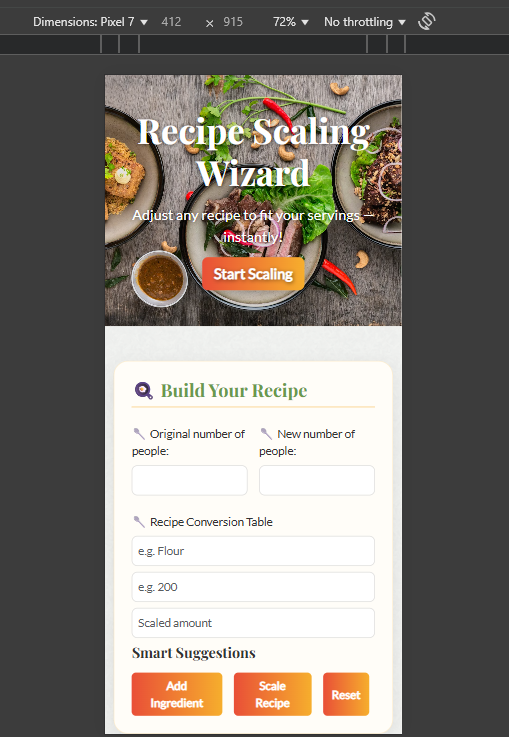 Dimensions: Pixel 7 412 × 915 72% No throttling
Recipe Scaling
Wizard
Adjust any recipe to fit your servings —
instantly!
Start Scaling
Build Your Recipe
Original number of
people:
New number of
people:
Recipe Conversion Table
e.g. Flour
e.g. 200
Scaled amount
Smart Suggestions
Add
Ingredient
Scale
Recipe
Reset